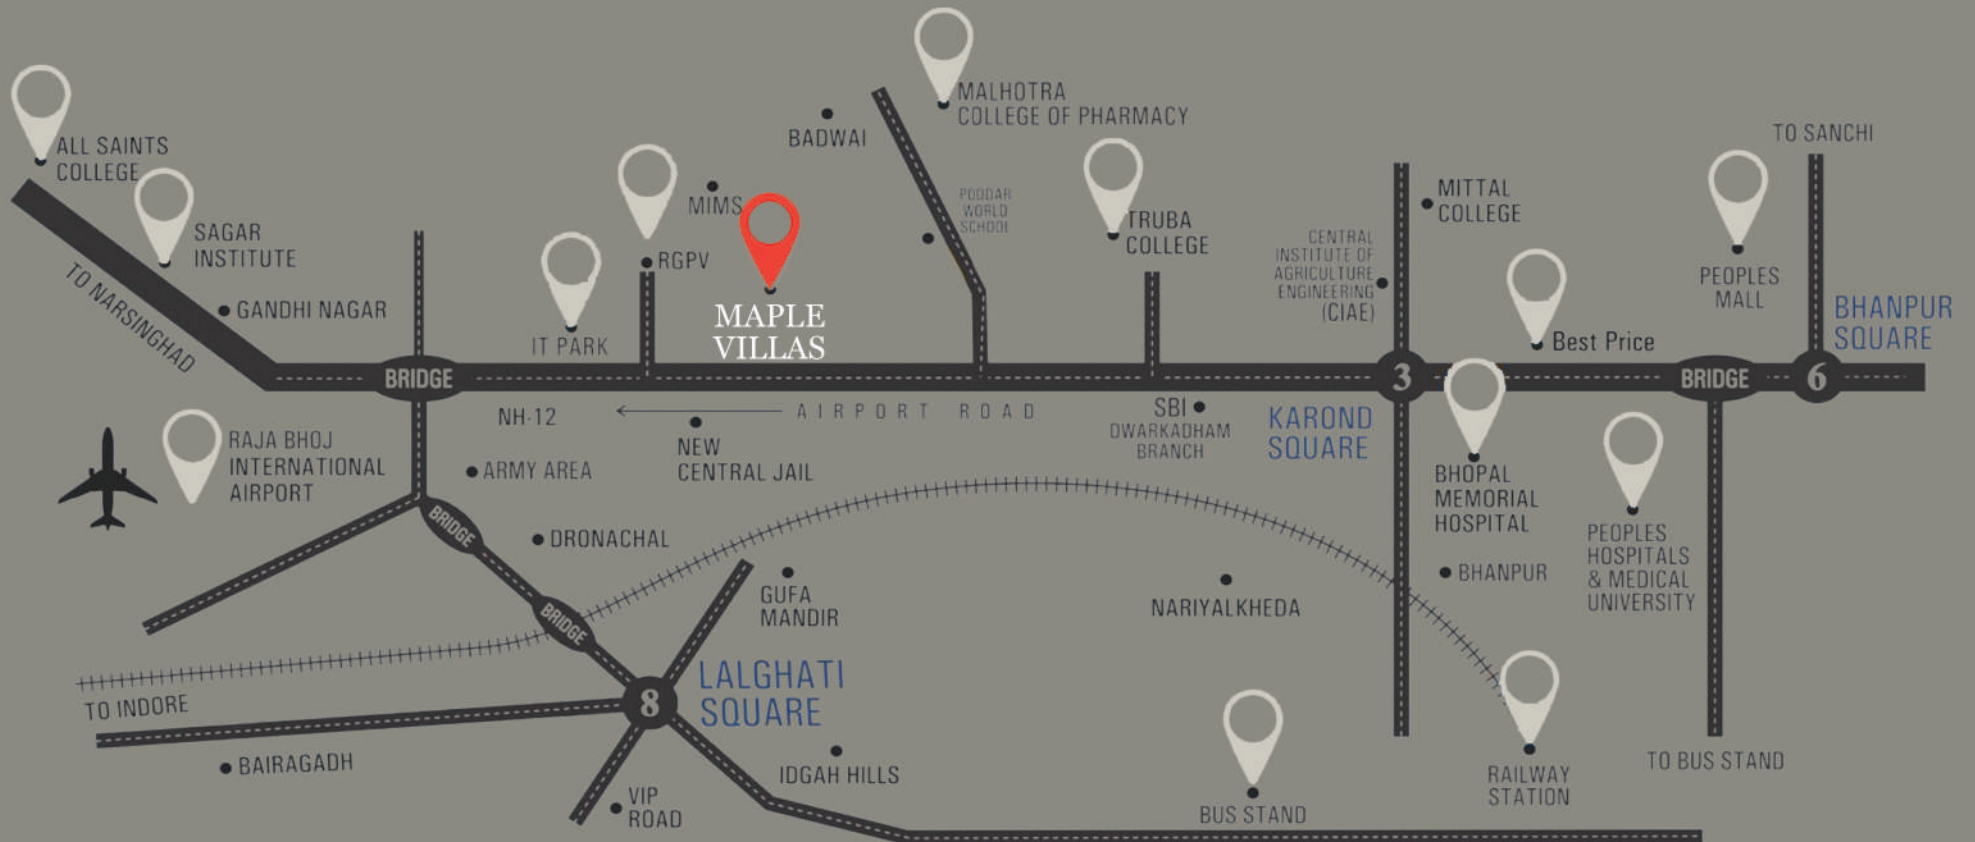 MALHOTRA
COLLEGE OF PHARMACY
BADWAI
TO SANCHI
ALL SAINTS
COLLEGE
MIMS
PODDAR
WORLD
SCHOOL
TRUBA
COLLEGE
MITTAL
COLLEGE
SAGAR
INSTITUTE
RGPV
CENTRAL
INSTITUTE OF
AGRICULTURE
ENGINEERING
(CIAE)
PEOPLES
MALL
TO NARSINGHAD
GANDHI NAGAR
MAPLE
VILLAS
IT PARK
Best Price
BHANPUR
SQUARE
BRIDGE
3
BRIDGE
6
NH-12
AIRPORT ROAD
SBI
DWARKADHAM
BRANCH
KAROND
SQUARE
RAJA BHOJ
INTERNATIONAL
AIRPORT
ARMY AREA
NEW
CENTRAL JAIL
BHOPAL
MEMORIAL
HOSPITAL
BRIDGE
DRONACHAL
PEOPLES
HOSPITALS
& MEDICAL
UNIVERSITY
BHANPUR
GUFA
MANDIR
NARIYALKHEDA
BRIDGE
TO INDORE
8
LALGHATI
SQUARE
BAIRAGADH
IDGAH HILLS
VIP
ROAD
BUS STAND
RAILWAY
STATION
TO BUS STAND